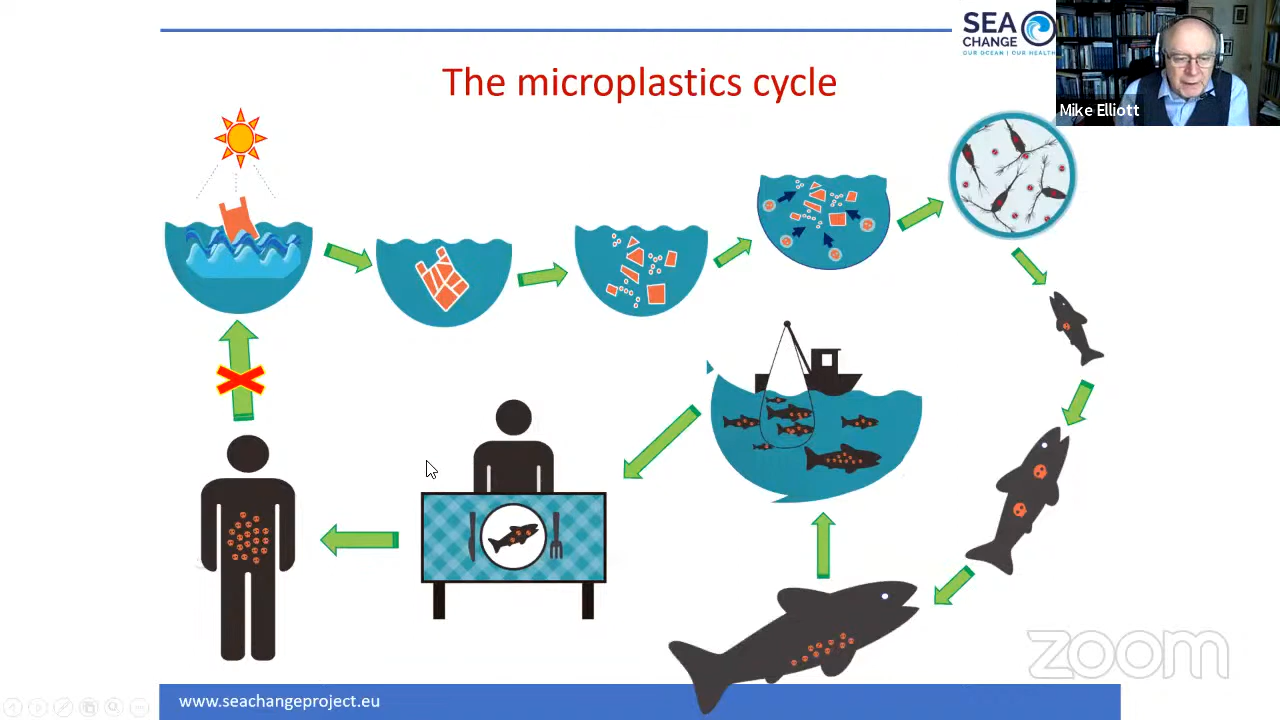 SEA
CHANGE
OUR OCEAN | OUR HEALTH
The microplastics cycle
Mike Elliott
zoom
www.seachangeproject.eu